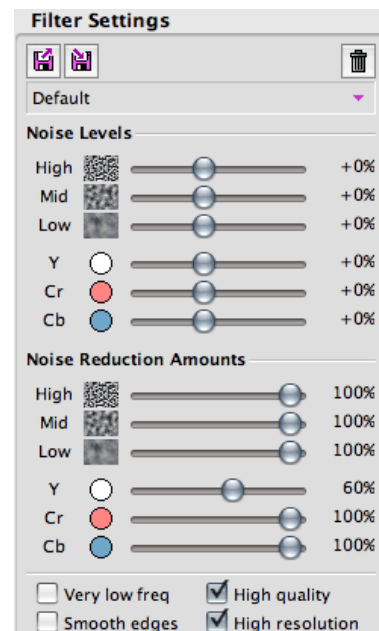 Filter Settings
Default
Noise Levels
High +0%
Mid +0%
Low +0%
Y +0%
Cr +0%
Cb +0%
Noise Reduction Amounts
High 100%
Mid 100%
Low 100%
Y 60%
Cr 100%
Cb 100%
Very low freq High quality
Smooth edges High resolution